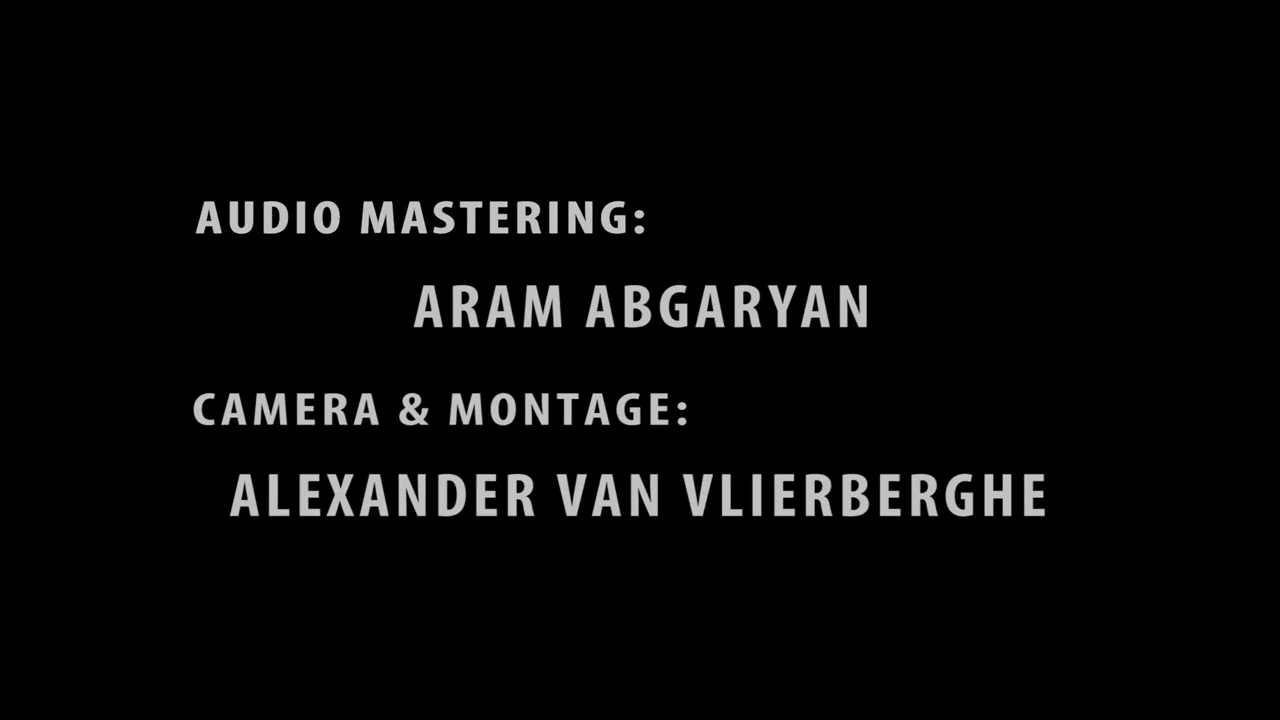 AUDIO MASTERING:
ARAM ABGARYAN
CAMERA & MONTAGE:
ALEXANDER VAN VLIERBERGHE